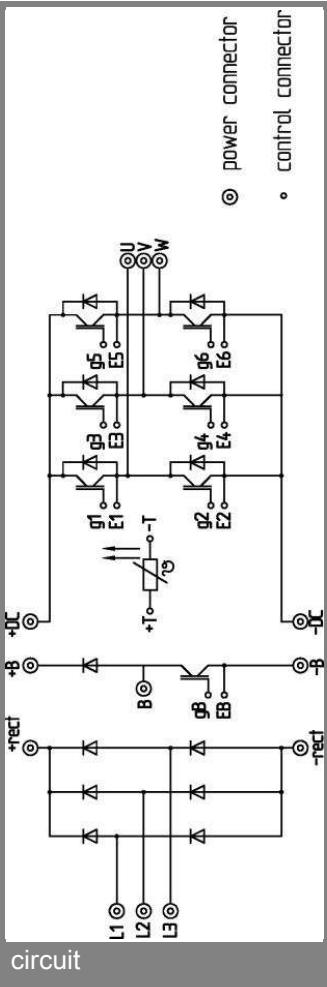 power connector
control connector
U
V
W
g5
E5
g6
E6
g3
E3
g4
E4
g1
E1
g2
E2
+T
-T
ϑ
+DC
-DC
+B
B
gB
EB
-B
+rect
-rect
L1
L2
L3
circuit